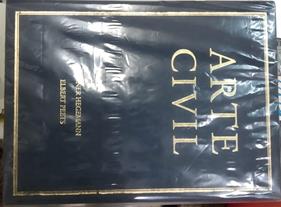 ARTE
CIVIL
HEGEMANN
ELBERT PEETS